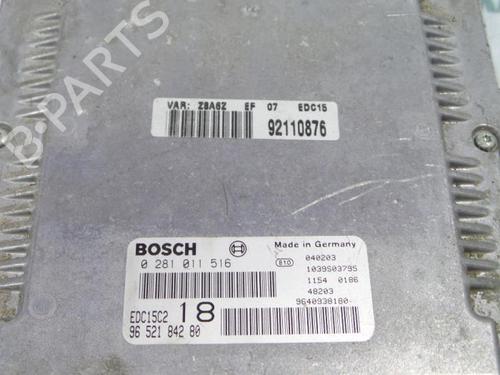 B-PARTS
VAR: Z8A6Z EF 07 EDC15
92110876
BOSCH
Made in Germany
0 281 011 516
810
040203
1039S03795
1154 0186
48203
EDC15C2 18
9640938180-
96 521 842 80